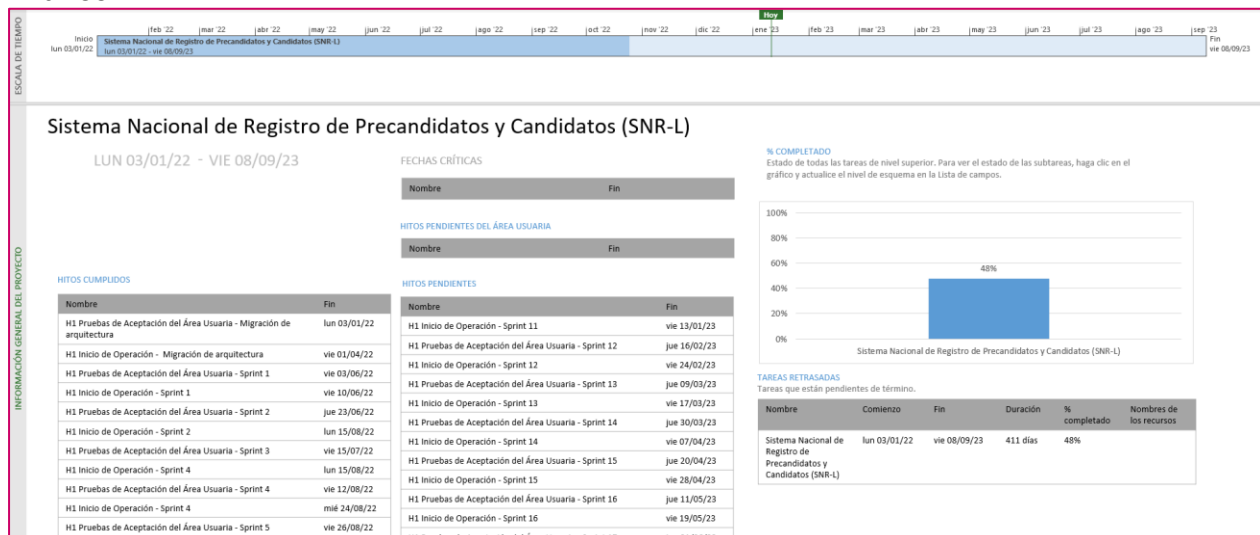 ESCALA DE TIEMPO
Hoy
feb '22 mar '22 abr '22 may '22 jun '22 jul '22 ago '22 sep '22 oct '22 nov '22 dic '22 ene '23 feb '23 mar '23 abr '23 may '23 jun '23 jul '23 ago '23 sep '23
Inicio
lun 03/01/22
Sistema Nacional de Registro de Precandidatos y Candidatos (SNR-L)
lun 03/01/22 - vie 08/09/23
Fin
vie 08/09/23
INFORMACIÓN GENERAL DEL PROYECTO
Sistema Nacional de Registro de Precandidatos y Candidatos (SNR-L)
LUN 03/01/22 - VIE 08/09/23
HITOS CUMPLIDOS
Nombre Fin
H1 Pruebas de Aceptación del Área Usuaria - Migración de lun 03/01/22
arquitectura
H1 Inicio de Operación - Migración de arquitectura vie 01/04/22
H1 Pruebas de Aceptación del Área Usuaria - Sprint 1 vie 03/06/22
H1 Inicio de Operación - Sprint 1 vie 10/06/22
H1 Pruebas de Aceptación del Área Usuaria - Sprint 2 jue 23/06/22
H1 Inicio de Operación - Sprint 2 lun 15/08/22
H1 Pruebas de Aceptación del Área Usuaria - Sprint 3 vie 15/07/22
H1 Inicio de Operación - Sprint 4 lun 15/08/22
H1 Pruebas de Aceptación del Área Usuaria - Sprint 4 vie 12/08/22
H1 Inicio de Operación - Sprint 4 mié 24/08/22
H1 Pruebas de Aceptación del Área Usuaria - Sprint 5 vie 26/08/22
FECHAS CRÍTICAS
Nombre Fin
HITOS PENDIENTES DEL ÁREA USUARIA
Nombre Fin
HITOS PENDIENTES
Nombre Fin
H1 Inicio de Operación - Sprint 11 vie 13/01/23
H1 Pruebas de Aceptación del Área Usuaria - Sprint 12 jue 16/02/23
H1 Inicio de Operación - Sprint 12 vie 24/02/23
H1 Pruebas de Aceptación del Área Usuaria - Sprint 13 jue 09/03/23
H1 Inicio de Operación - Sprint 13 vie 17/03/23
H1 Pruebas de Aceptación del Área Usuaria - Sprint 14 jue 30/03/23
H1 Inicio de Operación - Sprint 14 vie 07/04/23
H1 Pruebas de Aceptación del Área Usuaria - Sprint 15 jue 20/04/23
H1 Inicio de Operación - Sprint 15 vie 28/04/23
H1 Pruebas de Aceptación del Área Usuaria - Sprint 16 jue 11/05/23
H1 Inicio de Operación - Sprint 16 vie 19/05/23
% COMPLETADO
Estado de todas las tareas de nivel superior. Para ver el estado de las subtareas, haga clic en el
gráfico y actualice el nivel de esquema en la Lista de campos.
100%
80%
60%
40%
20%
0%
48%
Sistema Nacional de Registro de Precandidatos y Candidatos (SNR-L)
TAREAS RETRASADAS
Tareas que están pendientes de término.
Nombre Comienzo Fin Duración % Nombres de
completado los recursos
Sistema Nacional de lun 03/01/22 vie 08/09/23 411 días 48%
Registro de
Precandidatos y
Candidatos (SNR-L)